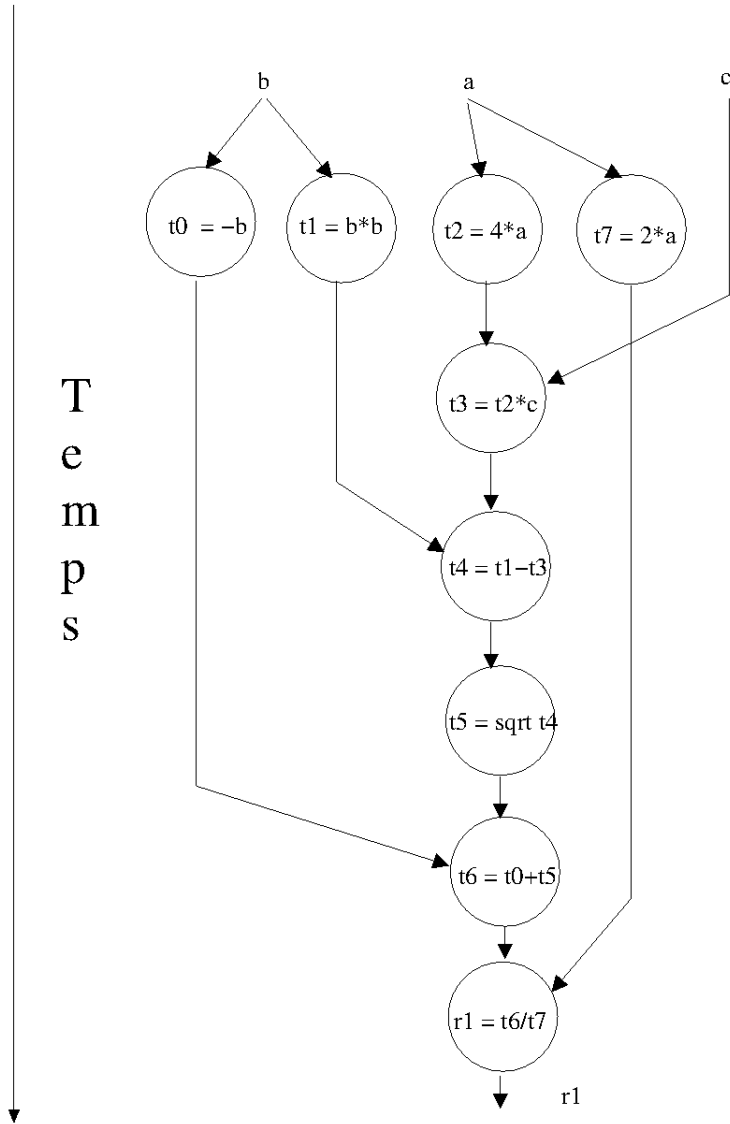 b
a
c
t0 = −b
t1 = b*b
t2 = 4*a
t7 = 2*a
t3 = t2*c
Temps
t4 = t1−t3
t5 = sqrt t4
t6 = t0+t5
r1 = t6/t7
r1